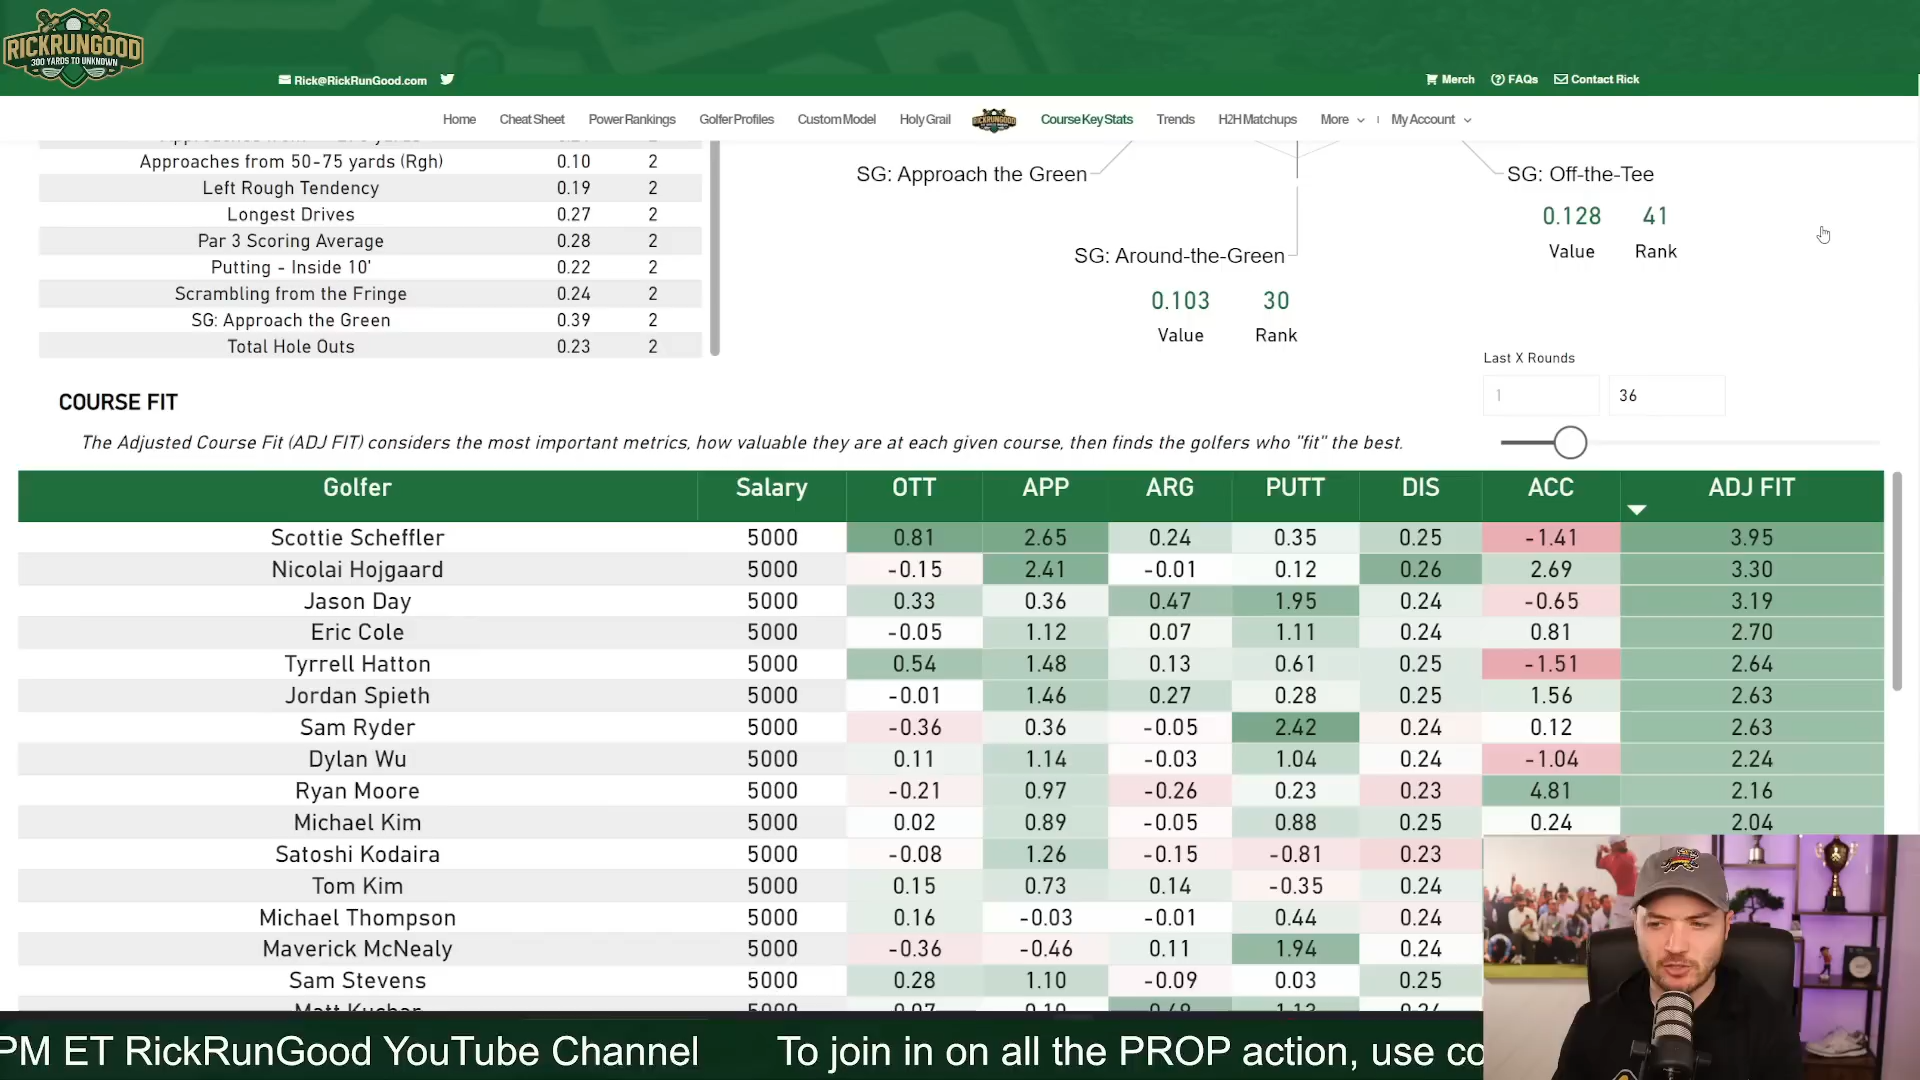 RICKRUNGOOD
300 YARDS TO UNKNOWN
Rick@RickRunGood.com
Merch FAQs Contact Rick
Home Cheat Sheet Power Rankings Golfer Profiles Custom Model Holy Grail RICKRUNGOOD Course Key Stats Trends H2H Matchups More My Account
Approaches from 50-75 yards (Rgh) 0.10 2
Left Rough Tendency 0.19 2
Longest Drives 0.27 2
Par 3 Scoring Average 0.28 2
Putting - Inside 10' 0.22 2
Scrambling from the Fringe 0.24 2
SG: Approach the Green 0.39 2
Total Hole Outs 0.23 2
SG: Approach the Green
SG: Off-the-Tee
0.128 41
Value Rank
SG: Around-the-Green
0.103 30
Value Rank
Last X Rounds
1 36
COURSE FIT
The Adjusted Course Fit (ADJ FIT) considers the most important metrics, how valuable they are at each given course, then finds the golfers who "fit" the best.
Golfer Salary OTT APP ARG PUTT DIS ACC ADJ FIT
Scottie Scheffler 5000 0.81 2.65 0.24 0.35 0.25 -1.41 3.95
Nicolai Hojgaard 5000 -0.15 2.41 -0.01 0.12 0.26 2.69 3.30
Jason Day 5000 0.33 0.36 0.47 1.95 0.24 -0.65 3.19
Eric Cole 5000 -0.05 1.12 0.07 1.11 0.24 0.81 2.70
Tyrrell Hatton 5000 0.54 1.48 0.13 0.61 0.25 -1.51 2.64
Jordan Spieth 5000 -0.01 1.46 0.27 0.28 0.25 1.56 2.63
Sam Ryder 5000 -0.36 0.36 -0.05 2.42 0.24 0.12 2.63
Dylan Wu 5000 0.11 1.14 -0.03 1.04 0.24 -1.04 2.24
Ryan Moore 5000 -0.21 0.97 -0.26 0.23 0.23 4.81 2.16
Michael Kim 5000 0.02 0.89 -0.05 0.88 0.25 0.24 2.04
Satoshi Kodaira 5000 -0.08 1.26 -0.15 -0.81 0.23
Tom Kim 5000 0.15 0.73 0.14 -0.35 0.24
Michael Thompson 5000 0.16 -0.03 -0.01 0.44 0.24
Maverick McNealy 5000 -0.36 -0.46 0.11 1.94 0.24
Sam Stevens 5000 0.28 1.10 -0.09 0.03 0.25
PM ET RickRunGood YouTube Channel To join in on all the PROP action, use co